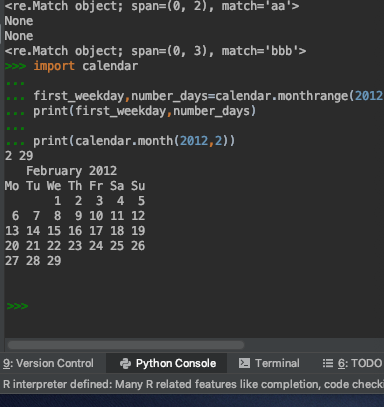 <re.Match object; span=(0, 2), match='aa'>
None
None
<re.Match object; span=(0, 3), match='bbb'>
>>> import calendar
...
... first_weekday,number_days=calendar.monthrange(2012
... print(first_weekday,number_days)
...
... print(calendar.month(2012,2))
2 29
   February 2012
Mo Tu We Th Fr Sa Su
       1  2  3  4  5
 6  7  8  9 10 11 12
13 14 15 16 17 18 19
20 21 22 23 24 25 26
27 28 29
>>>
9: Version Control Python Console Terminal 6: TODO
R interpreter defined: Many R related features like completion, code checki